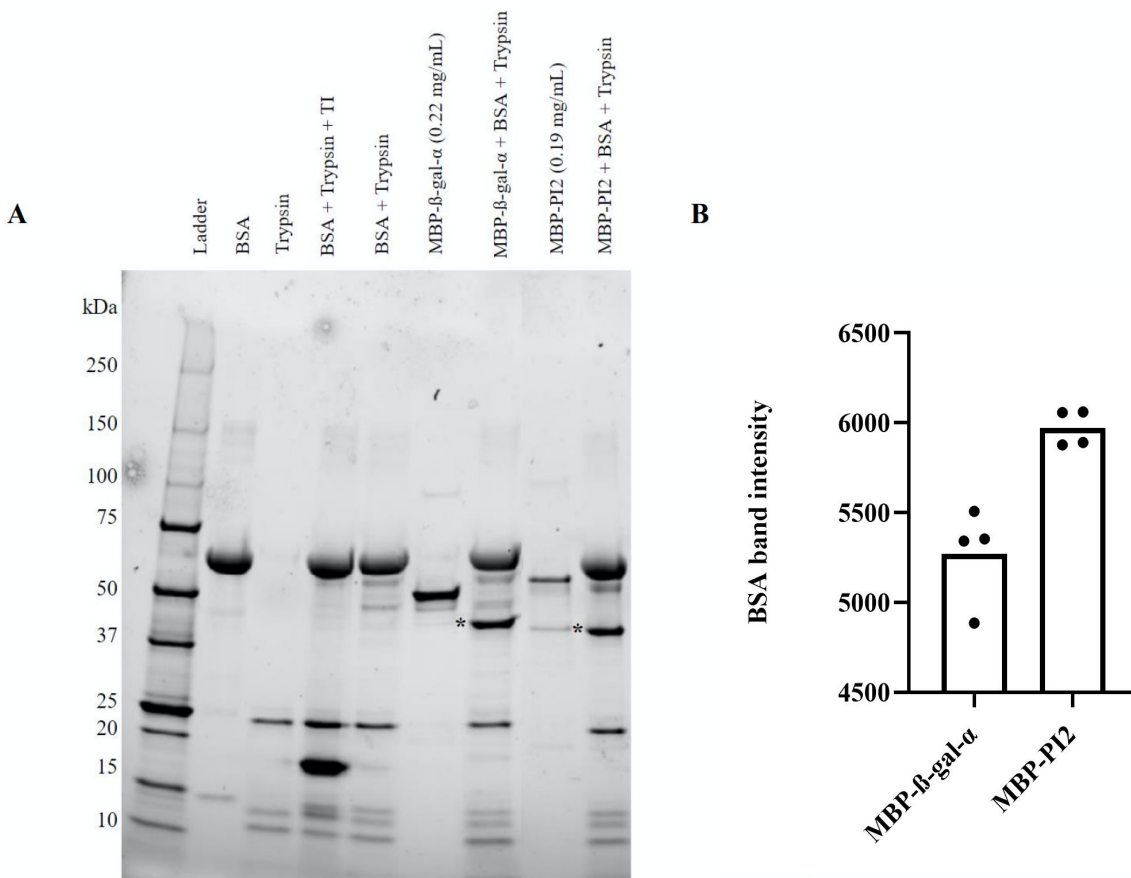 A
Ladder
BSA
Trypsin
BSA + Trypsin + TI
BSA + Trypsin
MBP-ß-gal-α (0.22 mg/mL)
MBP-ß-gal-α + BSA + Trypsin
MBP-PI2 (0.19 mg/mL)
MBP-PI2 + BSA + Trypsin
kDa
250
150
100
75
50
37
25
20
15
10
*
*
B
BSA band intensity
6500
6000
5500
5000
4500
MBP-ß-gal-α
MBP-PI2